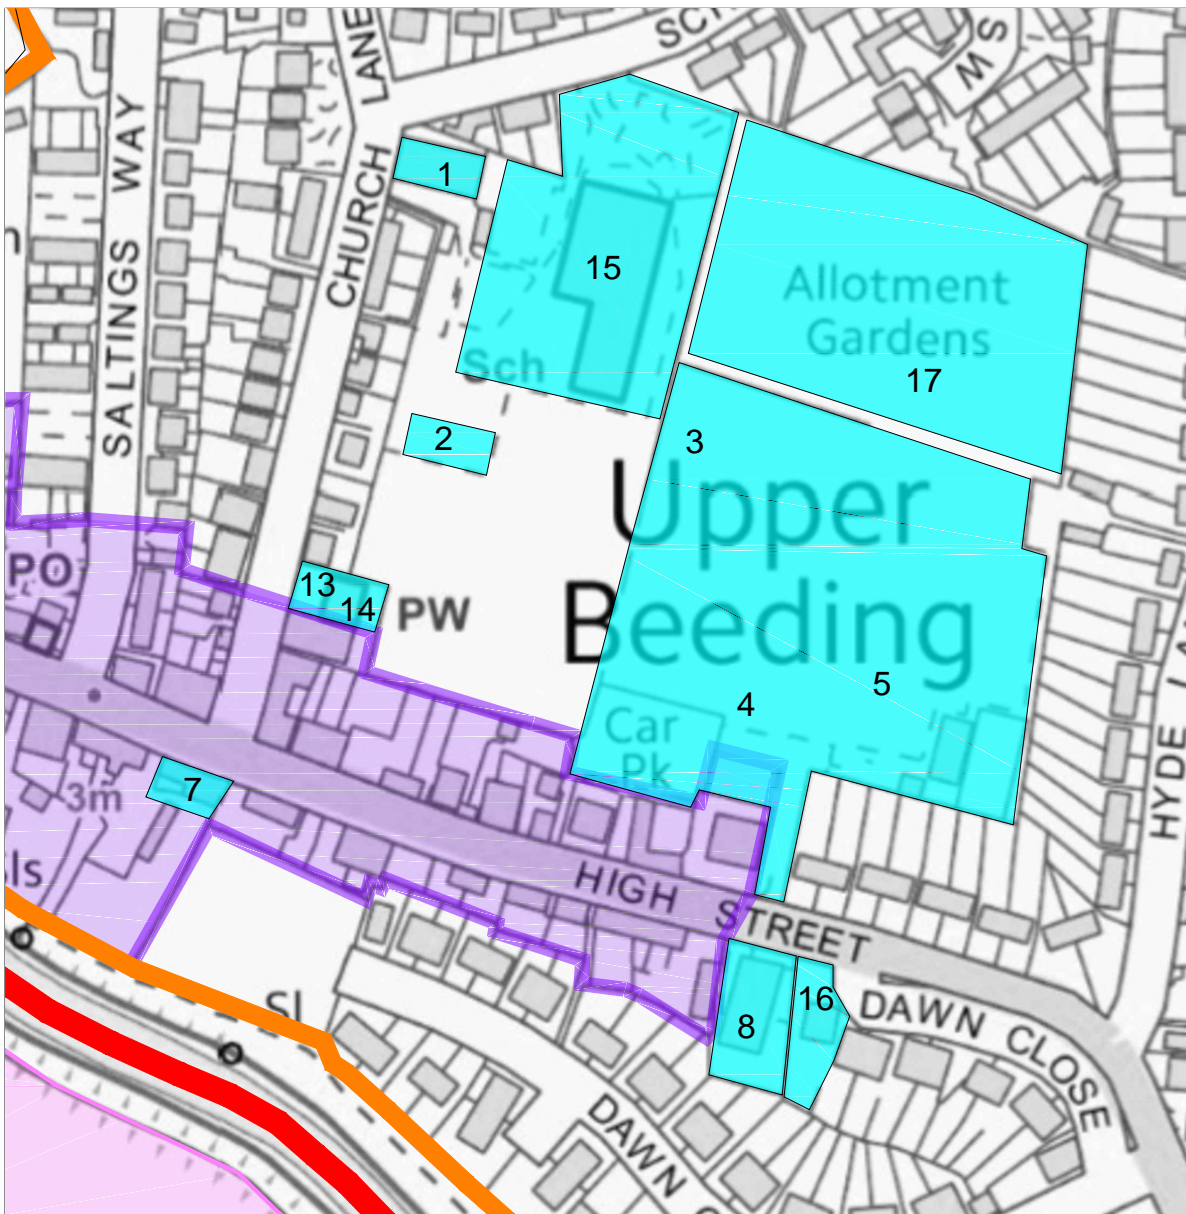 SALTINGS WAY
CHURCH LANE
1
15
Allotment
Gardens
17
Sch
2
3
Upper
Beeding
PO
13
14
PW
4
5
Car
Pk
7
3m
HIGH STREET
8
16
DAWN CLOSE
DAWN